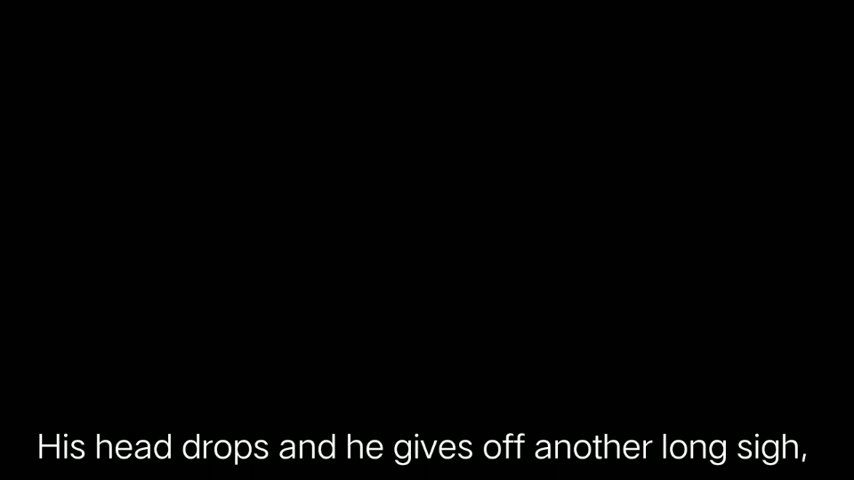 His head drops and he gives off another long sigh,